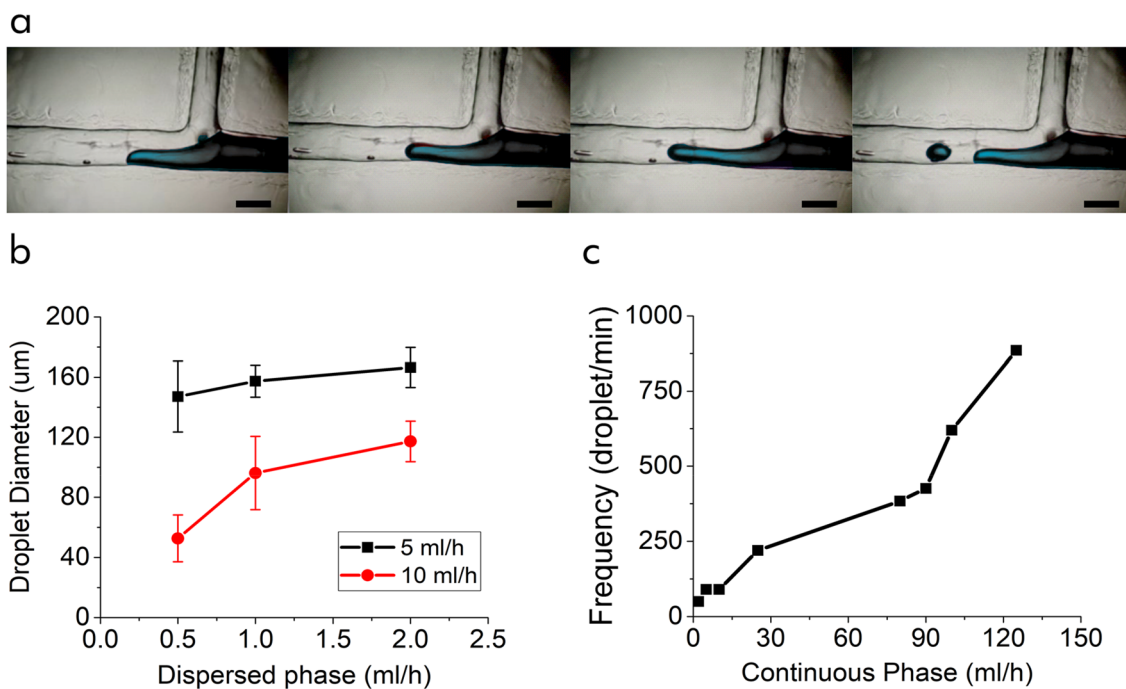 a
b
c
200
160
120
80
40
0
Droplet Diameter (um)
5 ml/h
10 ml/h
0.0 0.5 1.0 1.5 2.0 2.5
Dispersed phase (ml/h)
1000
750
500
250
0
Frequency (droplet/min)
0 30 60 90 120 150
Continuous Phase (ml/h)